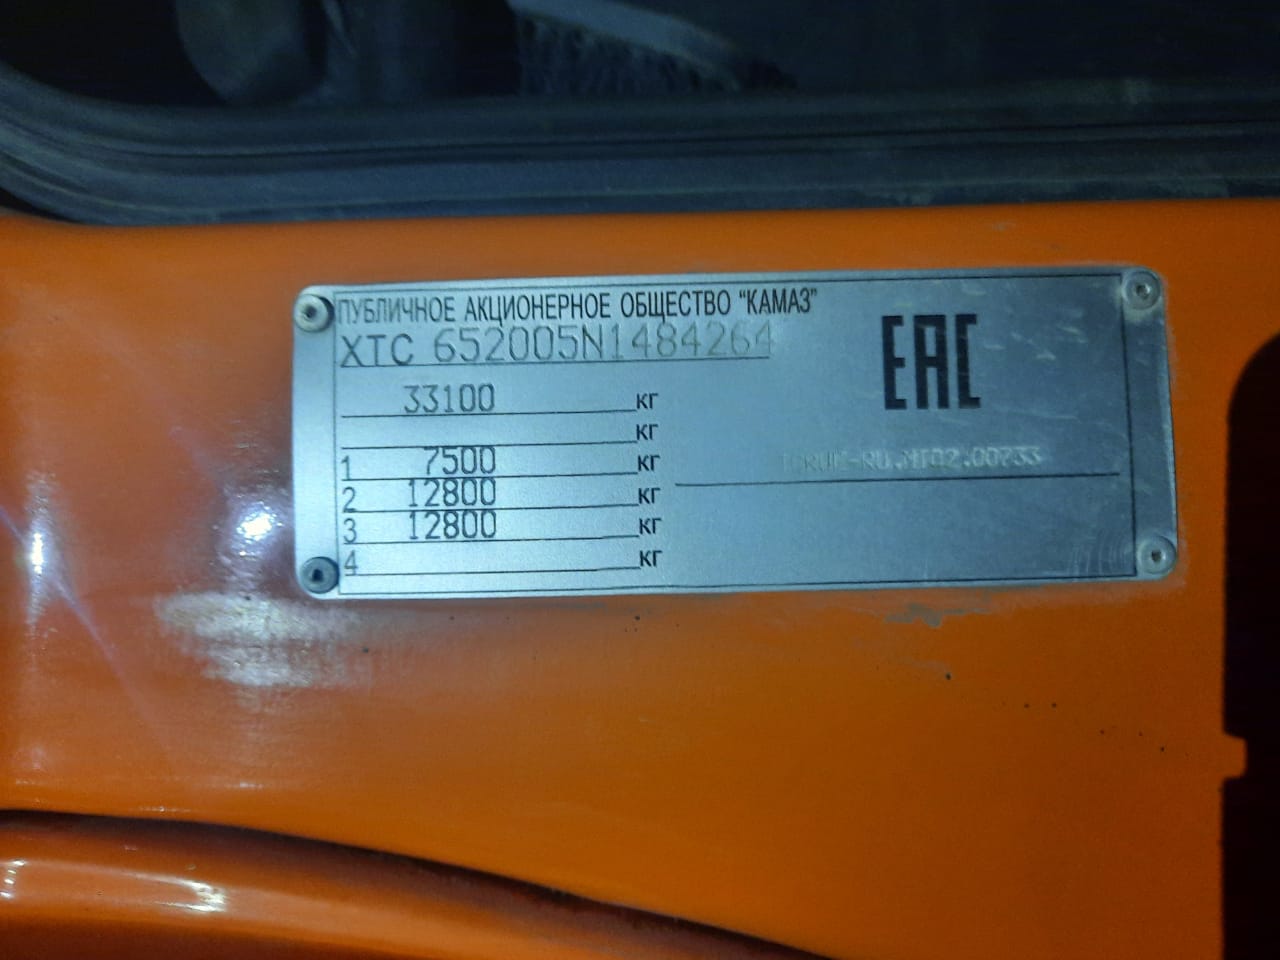 ПУБЛИЧНОЕ АКЦИОНЕРНОЕ ОБЩЕСТВО "КАМАЗ"
XTC 652005N1484264
EAC
33100 кг
кг
1 7500 кг
2 12800 кг
3 12800 кг
4 кг